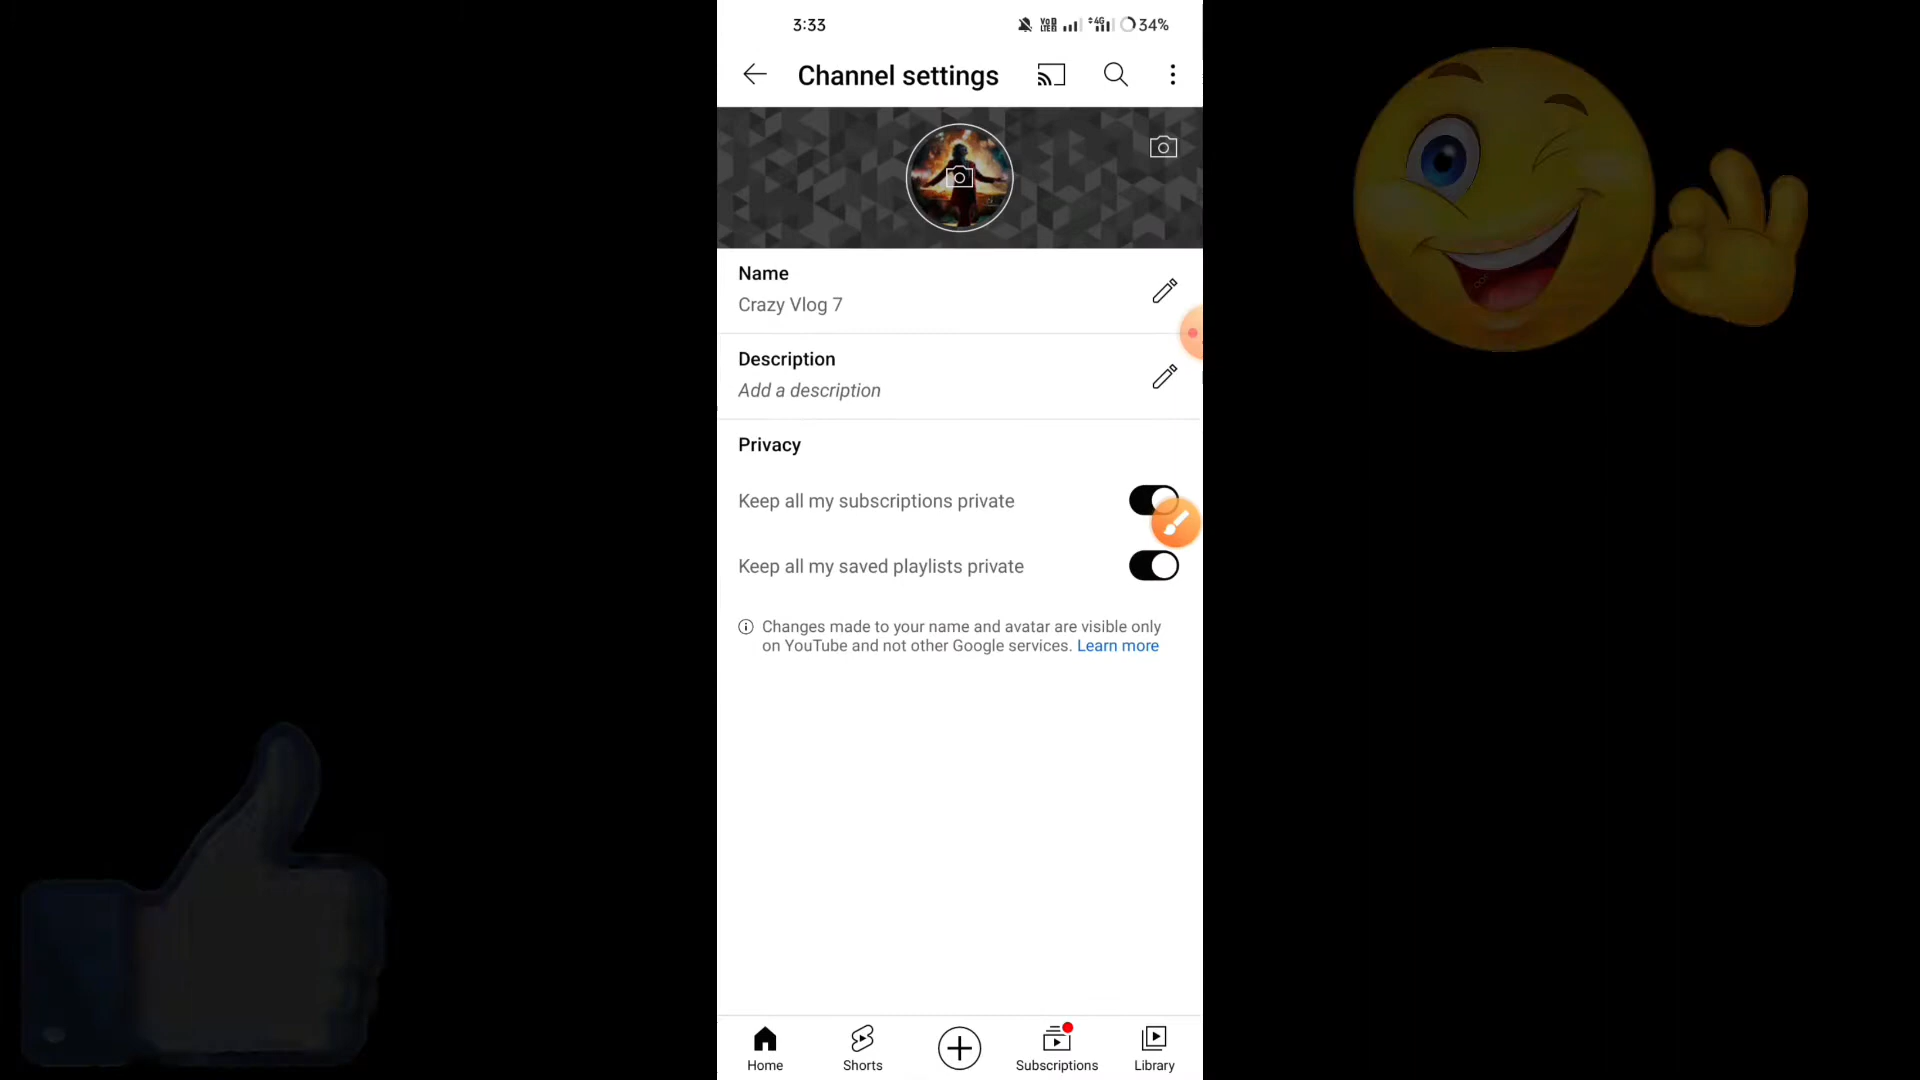 3:33
4G
34%
Channel settings
Name
Crazy Vlog 7
Description
Add a description
Privacy
Keep all my subscriptions private
Keep all my saved playlists private
Changes made to your name and avatar are visible only
on YouTube and not other Google services. Learn more
Home
Shorts
Subscriptions
Library